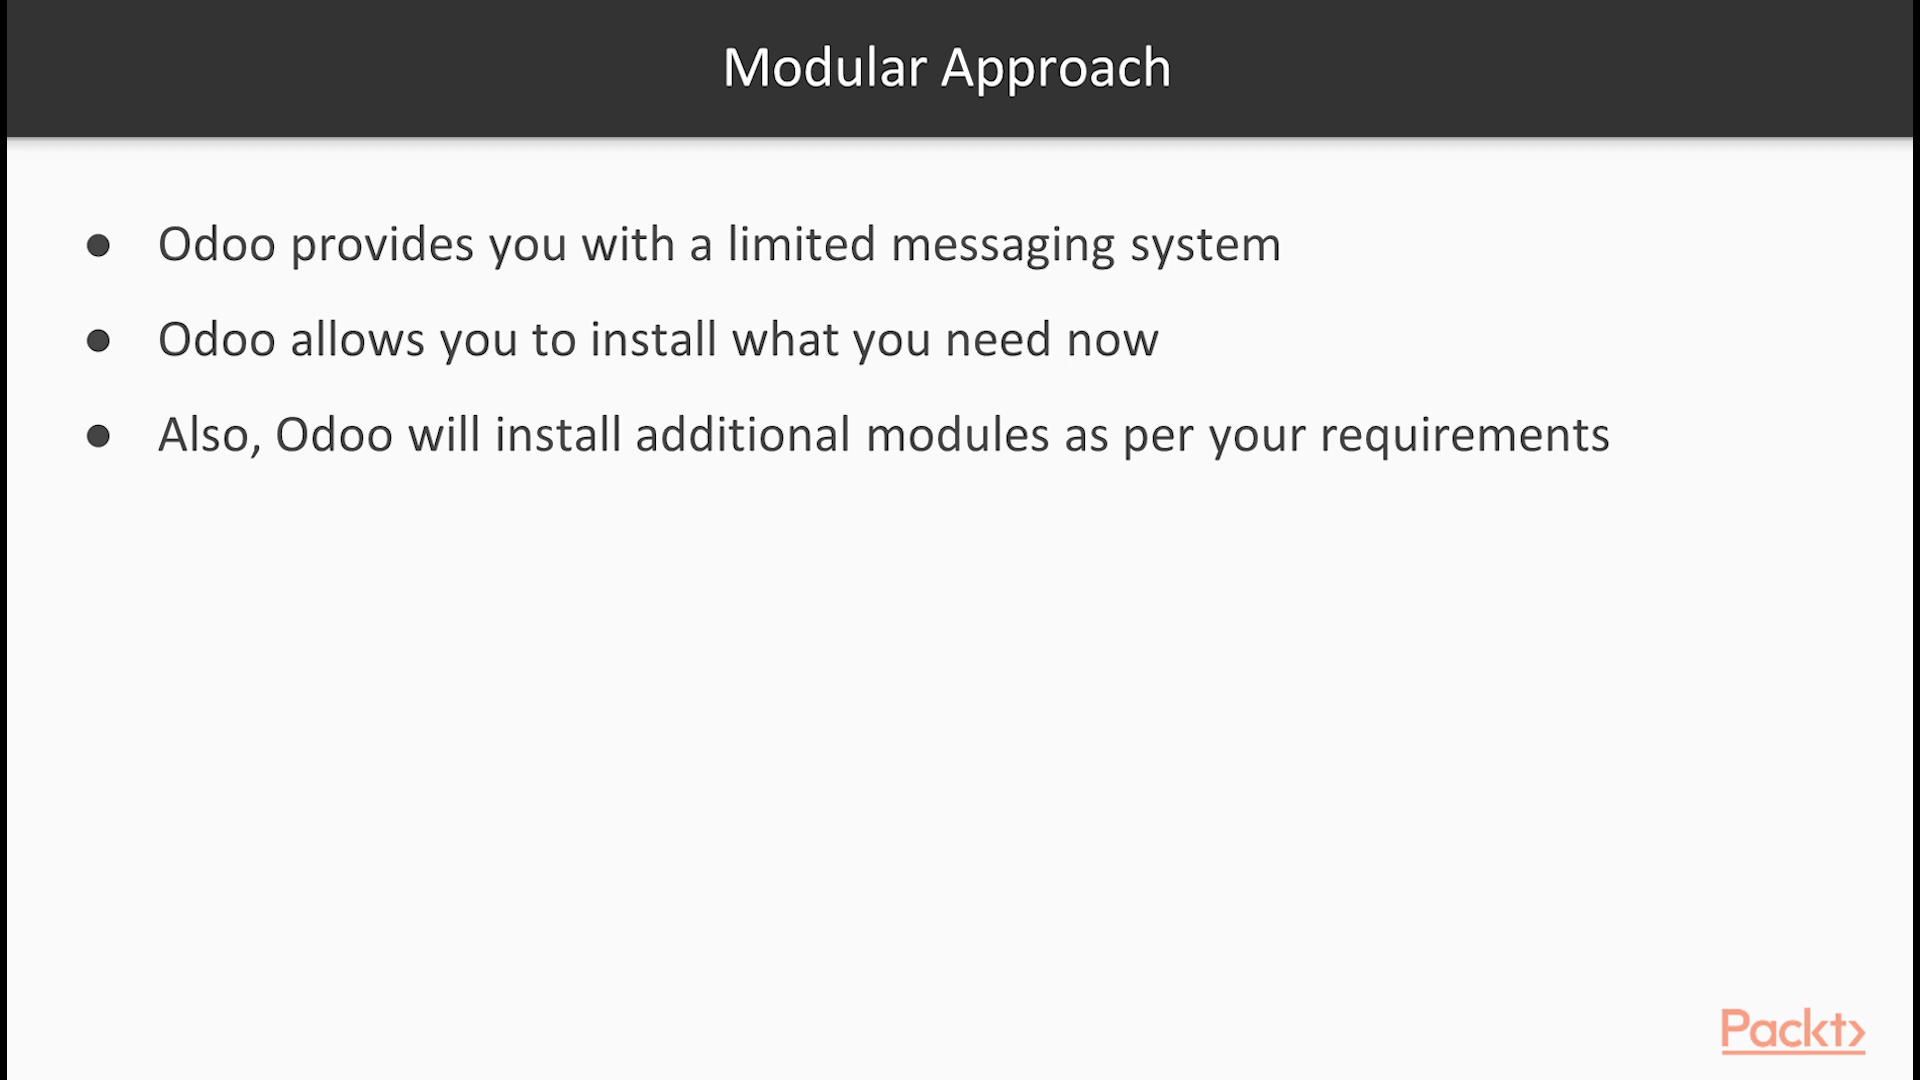 Modular Approach
● Odoo provides you with a limited messaging system
● Odoo allows you to install what you need now
● Also, Odoo will install additional modules as per your requirements
Packt>